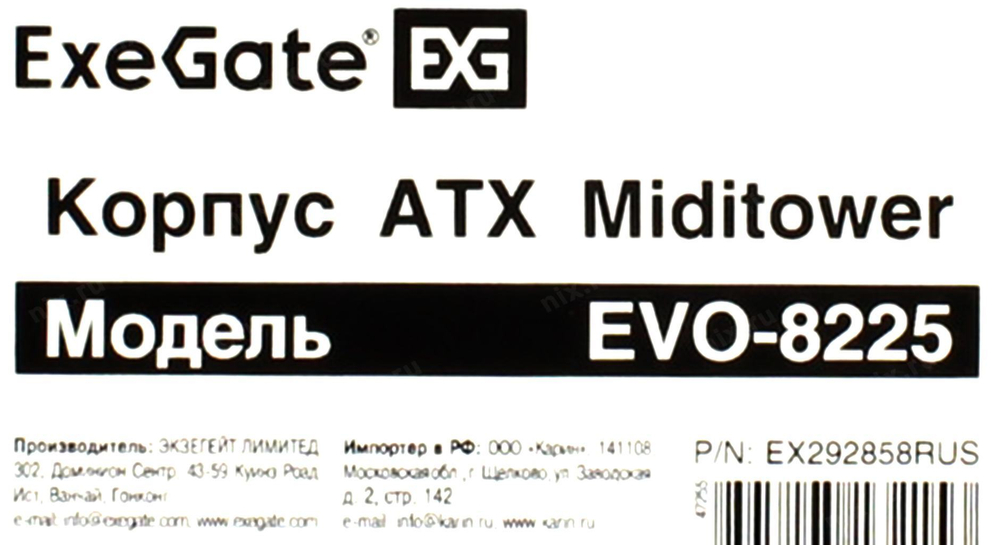 ExeGate® EXG
Корпус ATX Miditower
Модель EVO-8225
Производитель: ЭКЗЕГЕЙТ ЛИМИТЕД
302, Доминион Сентр 43-59 Куинз Роад
Ист, Ванчай, Гонконг
e-mail: info@exegate.com, www.exegate.com
Импортер в РФ: ООО «Карин» 141108
Московская обл., г. Щелково, ул. Заводская
д. 2, стр. 142
e-mail: info@karin.ru, www.karin.ru
P/N: EX292858RUS
47255